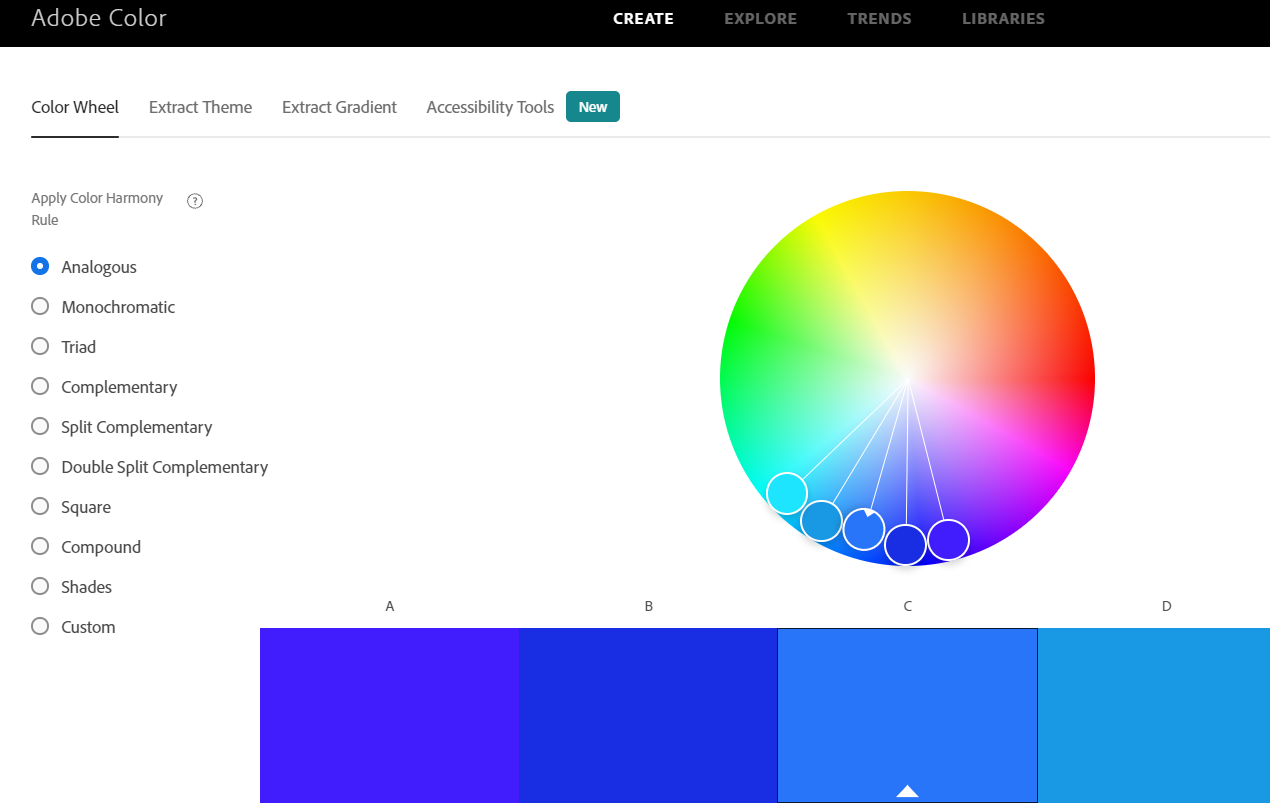 Adobe Color
CREATE EXPLORE TRENDS LIBRARIES
Color Wheel Extract Theme Extract Gradient Accessibility Tools New
Apply Color Harmony
Rule
?
Analogous
Monochromatic
Triad
Complementary
Split Complementary
Double Split Complementary
Square
Compound
Shades
Custom
A B C D